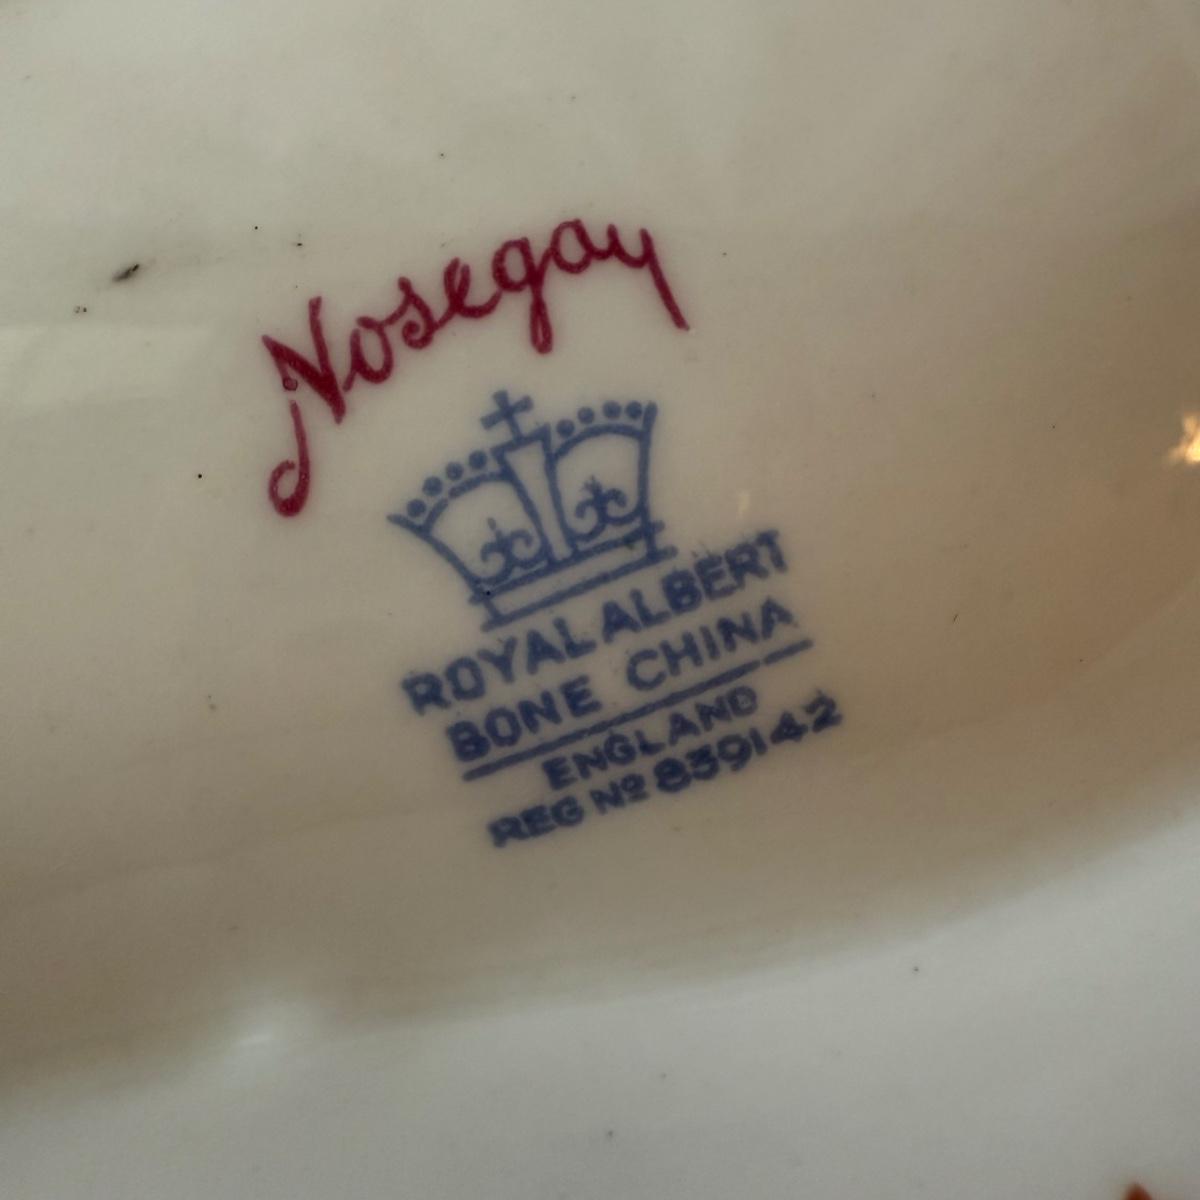 Nosegay
ROYAL ALBERT
BONE CHINA
ENGLAND
REG Nº 839142